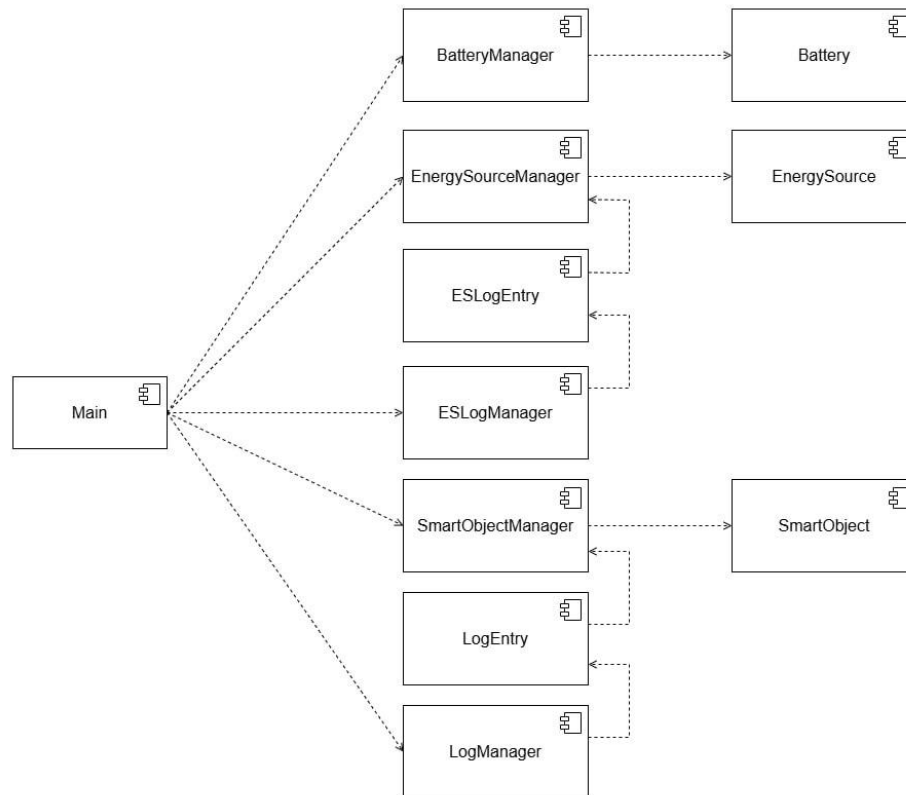 BatteryManager
Battery
EnergySourceManager
EnergySource
ESLogEntry
Main
ESLogManager
SmartObjectManager
SmartObject
LogEntry
LogManager